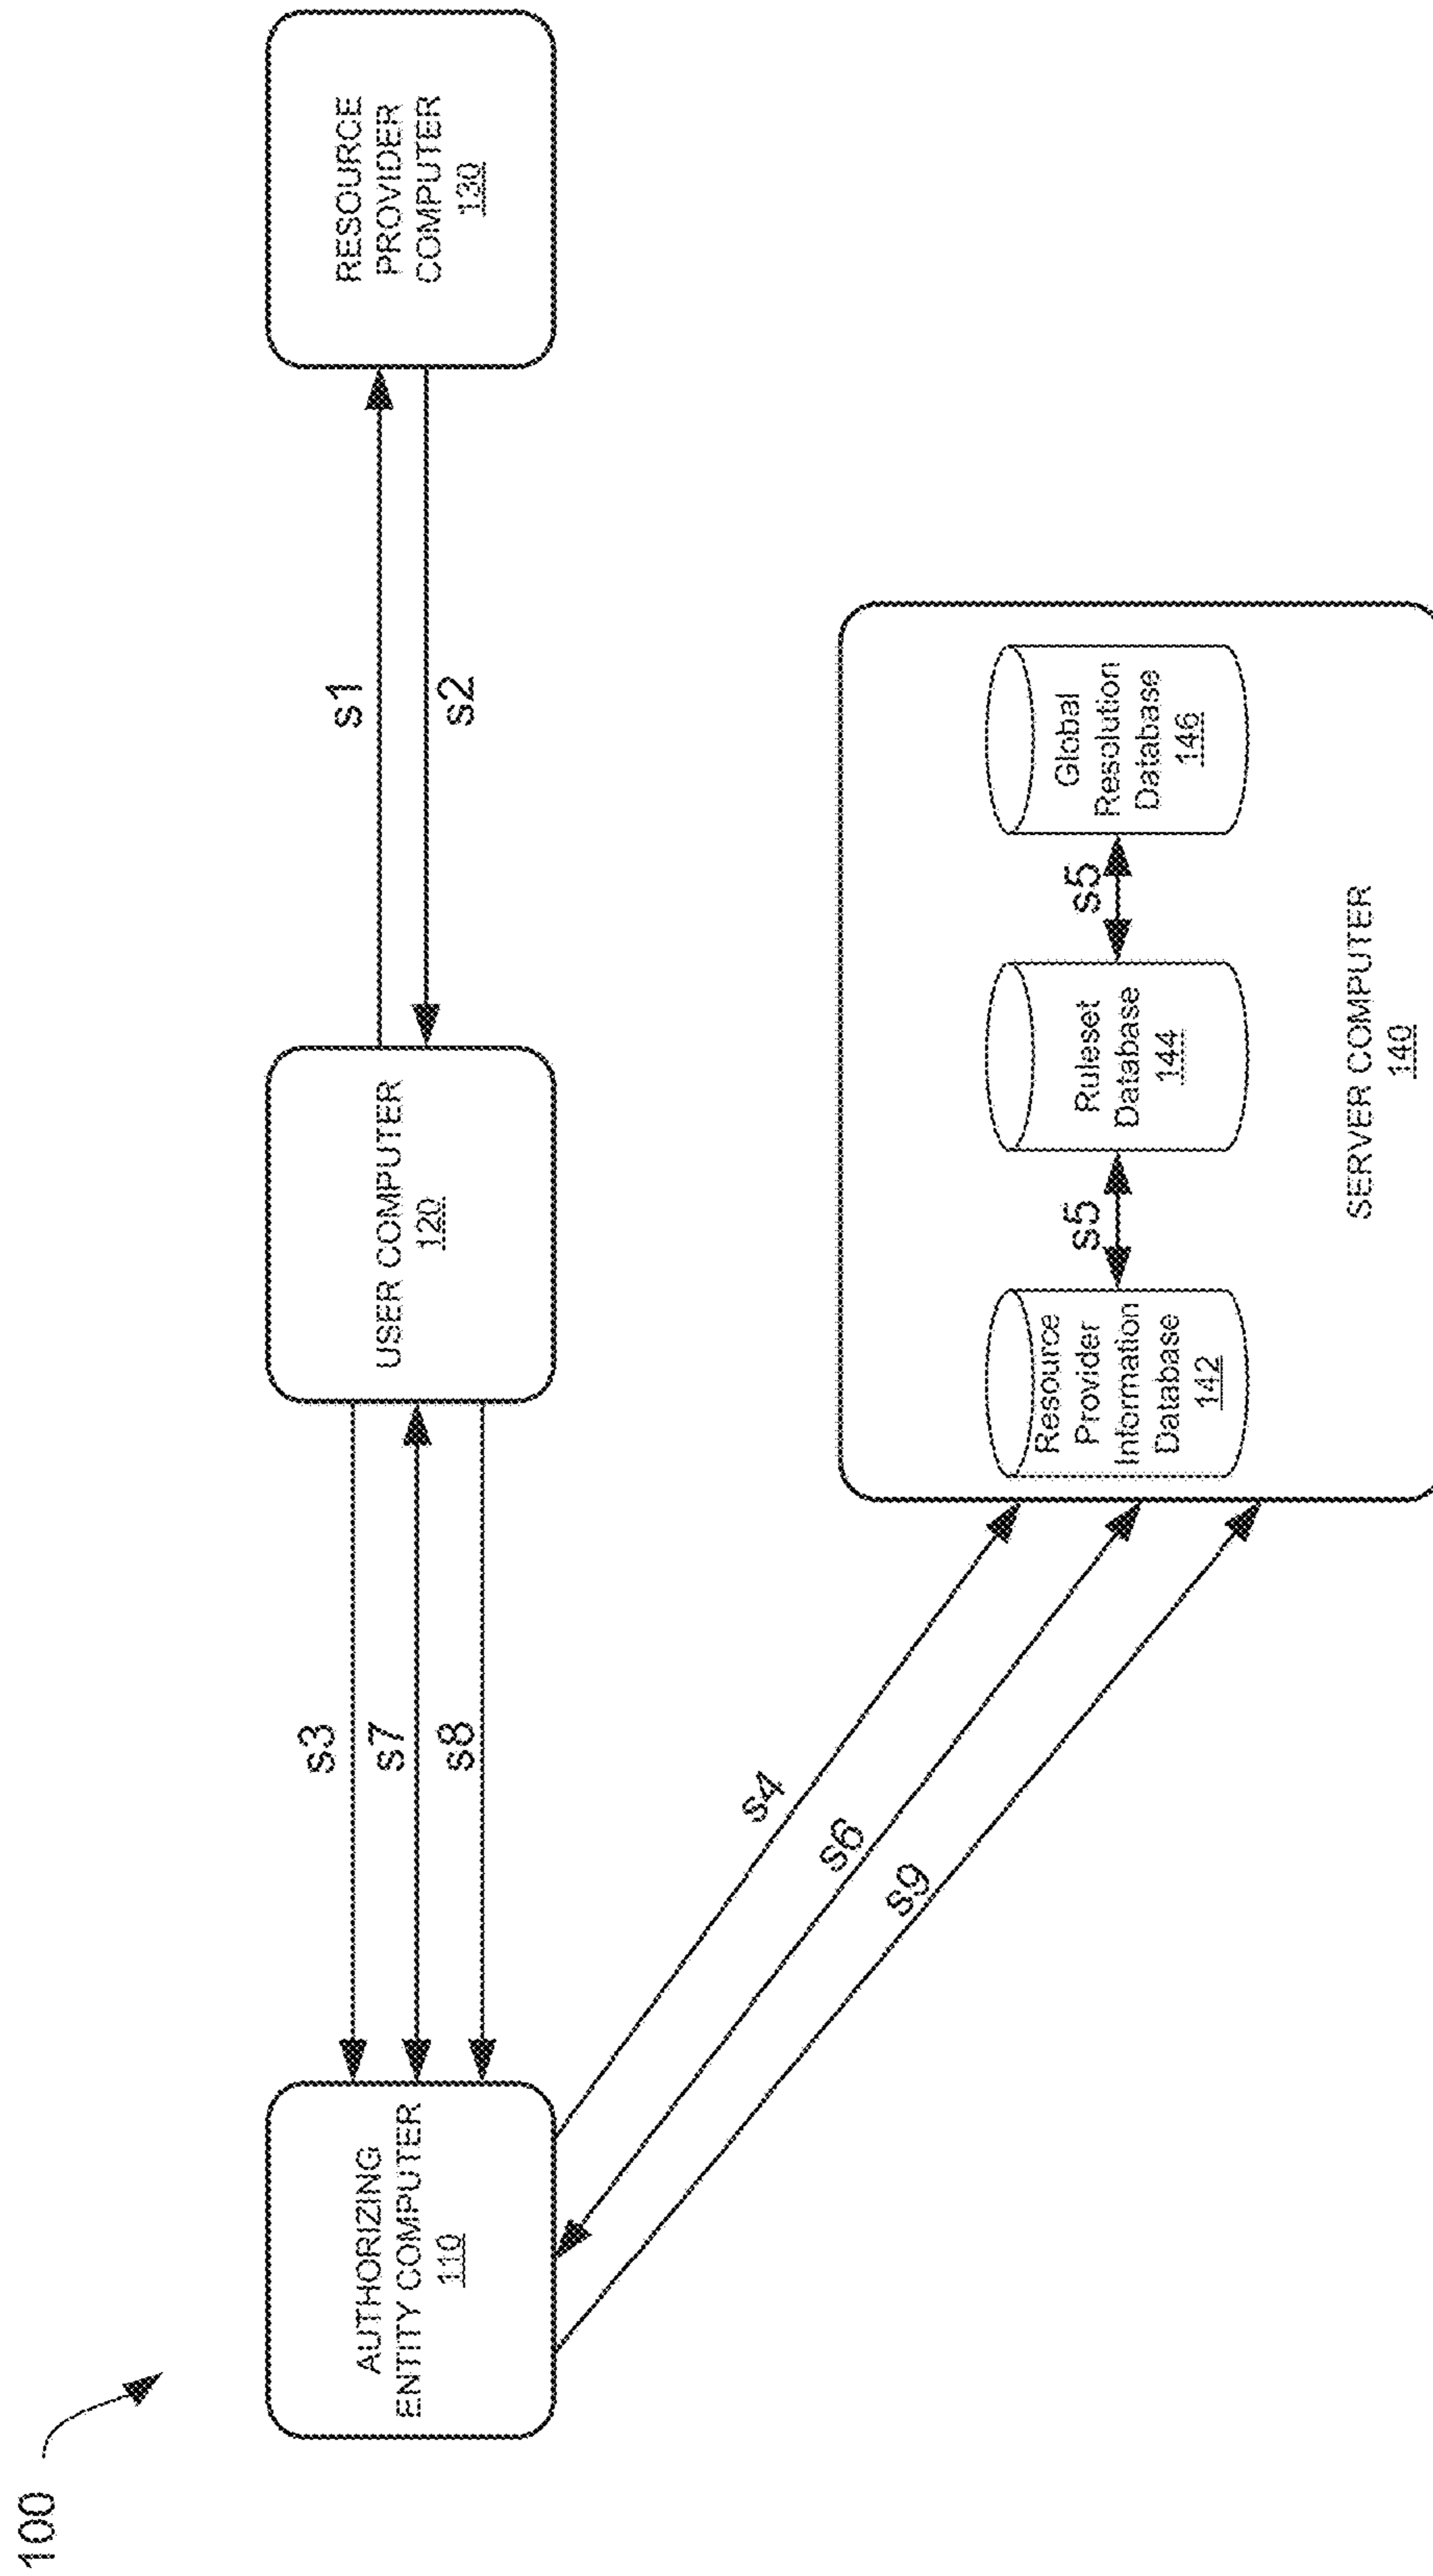 100
AUTHORIZING
ENTITY COMPUTER
110
s3
s7
s8
USER COMPUTER
120
s1
s2
RESOURCE
PROVIDER
COMPUTER
130
s4
s6
s9
Resource
Provider
Information
Database
142
s5
Ruleset
Database
144
s5
Global
Resolution
Database
146
SERVER COMPUTER
140